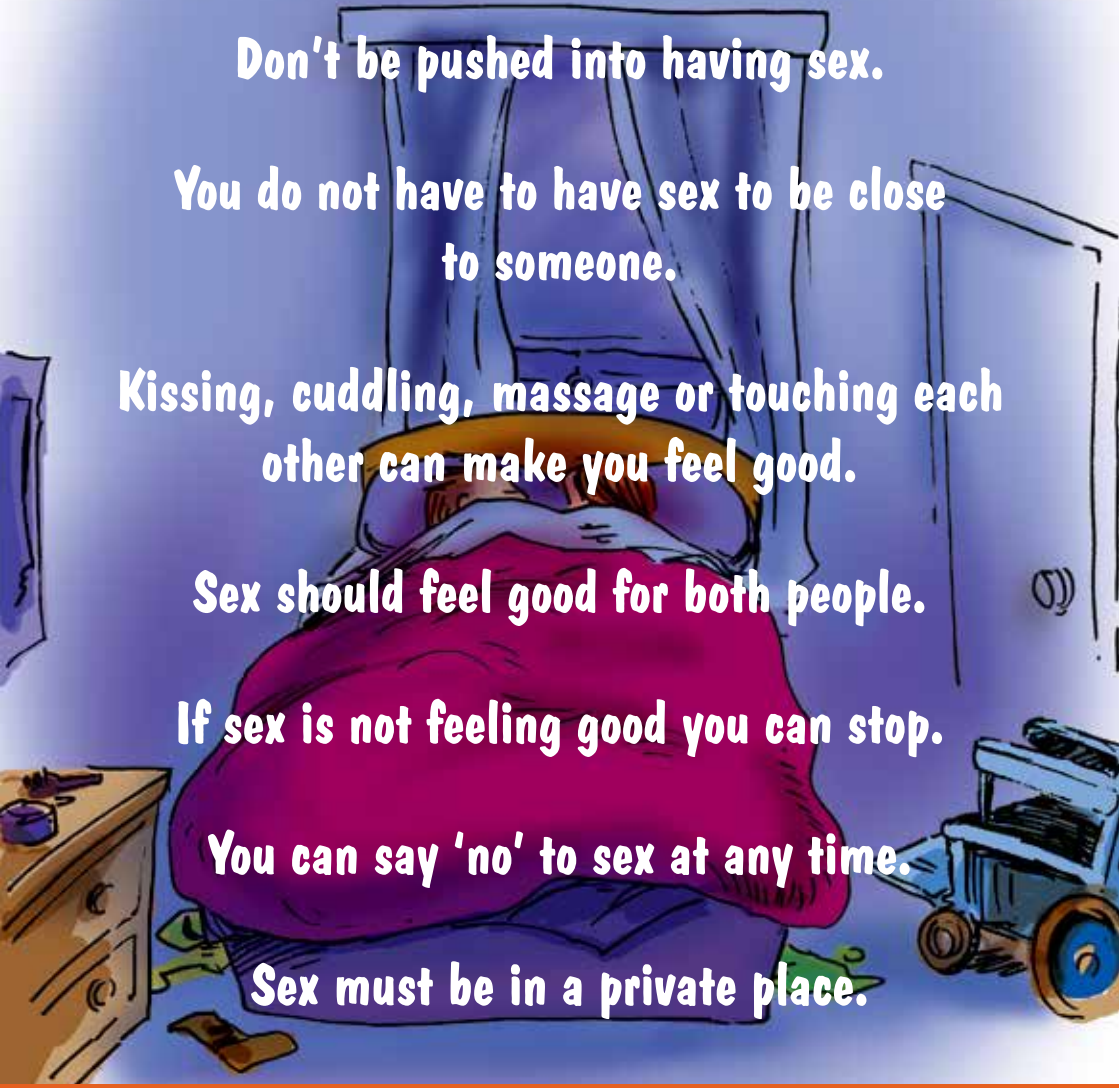 Don't be pushed into having sex.
You do not have to have sex to be close
to someone.
Kissing, cuddling, massage or touching each
other can make you feel good.
Sex should feel good for both people.
If sex is not feeling good you can stop.
You can say 'no' to sex at any time.
Sex must be in a private place.